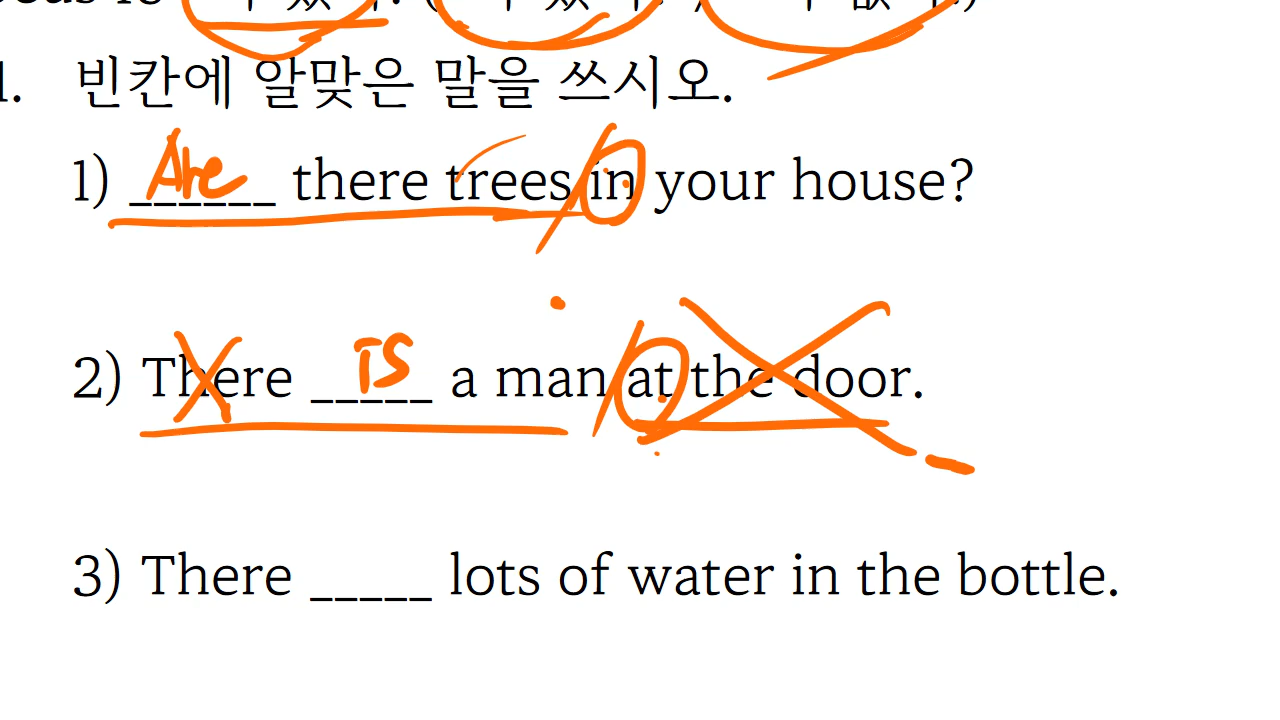 1. 빈칸에 알맞은 말을 쓰시오.
1) Are there trees in your house?
2) There is a man at the door.
3) There _____ lots of water in the bottle.